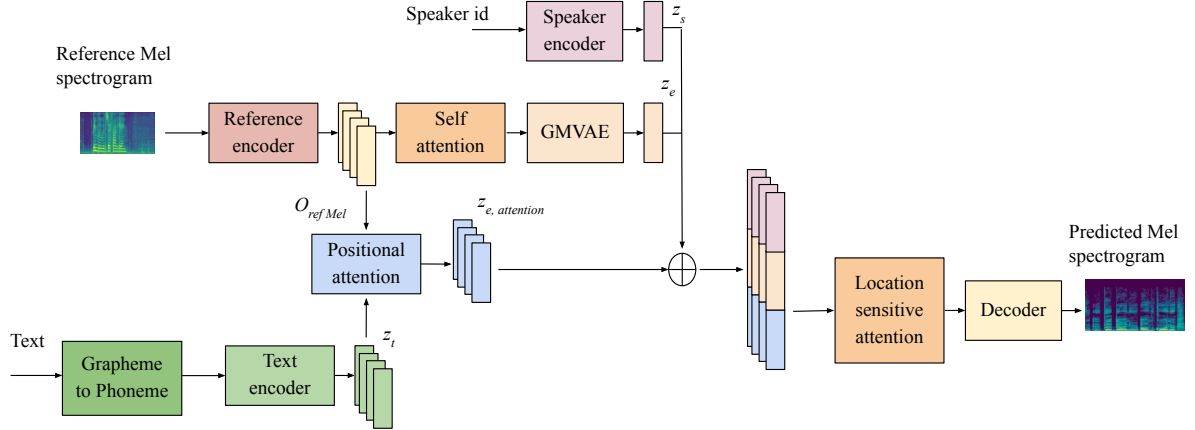 Speaker id
Speaker
encoder
z_s
Reference Mel
spectrogram
Reference
encoder
Self
attention
GMVAE
z_e
O_ref Mel
z_e, attention
Positional
attention
Predicted Mel
spectrogram
Location
sensitive
attention
Decoder
Text
Grapheme
to Phoneme
Text
encoder
z_t